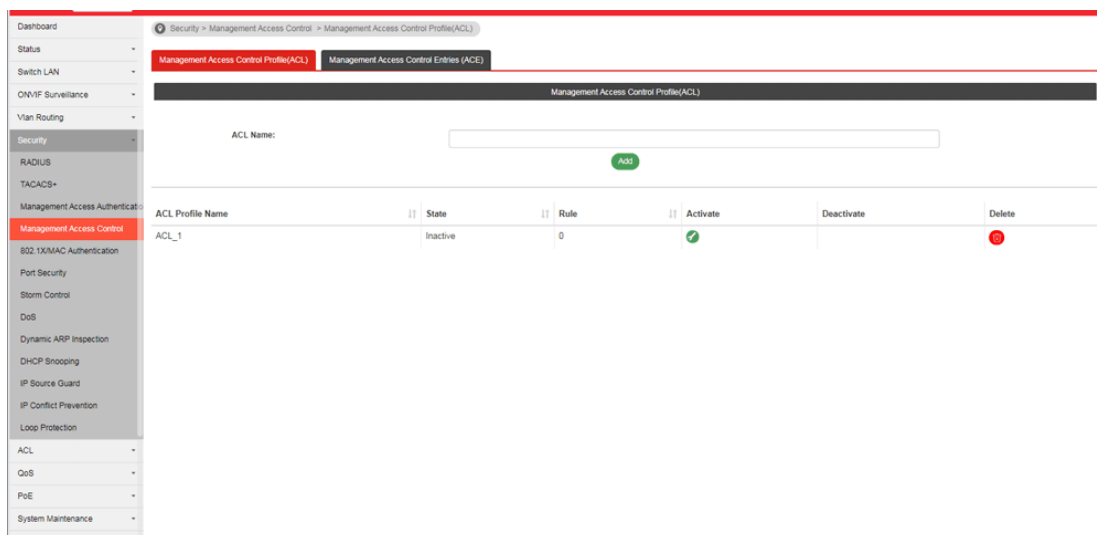 Dashboard
Status
Switch LAN
ONVIF Surveillance
Vlan Routing
Security
RADIUS
TACACS+
Management Access Authenticatio
Management Access Control
802.1X/MAC Authentication
Port Security
Storm Control
DoS
Dynamic ARP Inspection
DHCP Snooping
IP Source Guard
IP Conflict Prevention
Loop Protection
ACL
QoS
PoE
System Maintenance
Security > Management Access Control > Management Access Control Profile(ACL)
Management Access Control Profile(ACL) Management Access Control Entries (ACE)
Management Access Control Profile(ACL)
ACL Name:
Add
ACL Profile Name State Rule Activate Deactivate Delete
ACL_1 Inactive 0